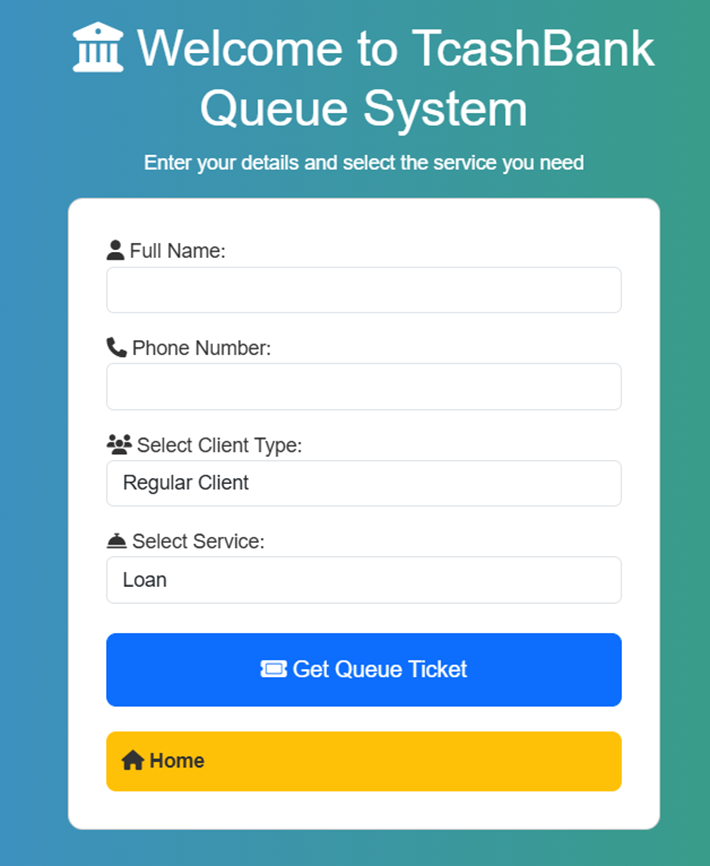 Welcome to TcashBank
Queue System
Enter your details and select the service you need
Full Name:
Phone Number:
Select Client Type:
Regular Client
Select Service:
Loan
Get Queue Ticket
Home